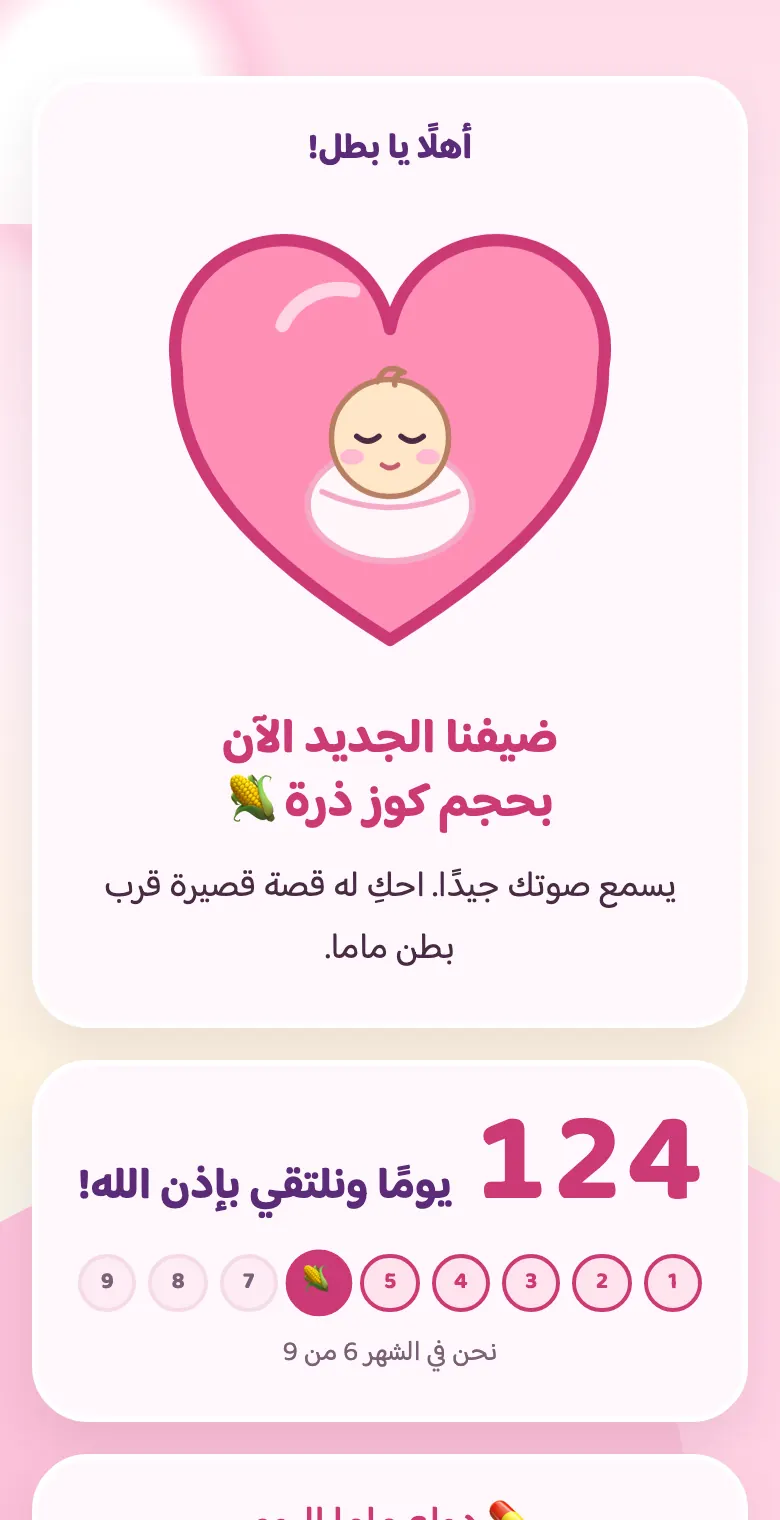 أهلًا يا بطل!
ضيفنا الجديد الآن
بحجم كوز ذرة 🌽
يسمع صوتك جيدًا. احكِ له قصة قصيرة قرب
بطن ماما.
124 يومًا ونلتقي بإذن الله!
1 2 3 4 5 🌽 7 8 9
نحن في الشهر 6 من 9